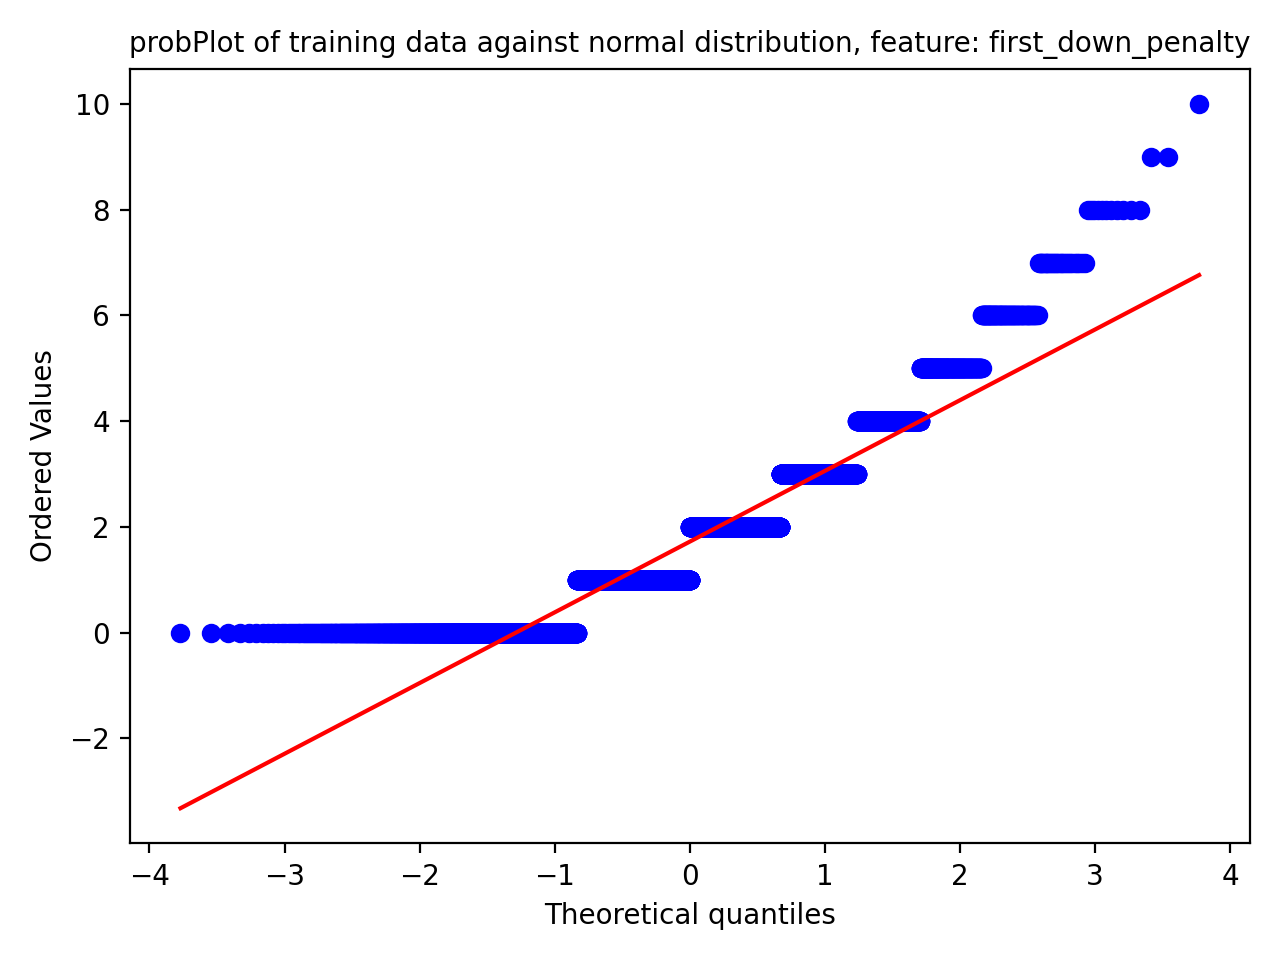 probPlot of training data against normal distribution, feature: first_down_penalty
10
8
6
4
2
0
−2
Ordered Values
−4 −3 −2 −1 0 1 2 3 4
Theoretical quantiles